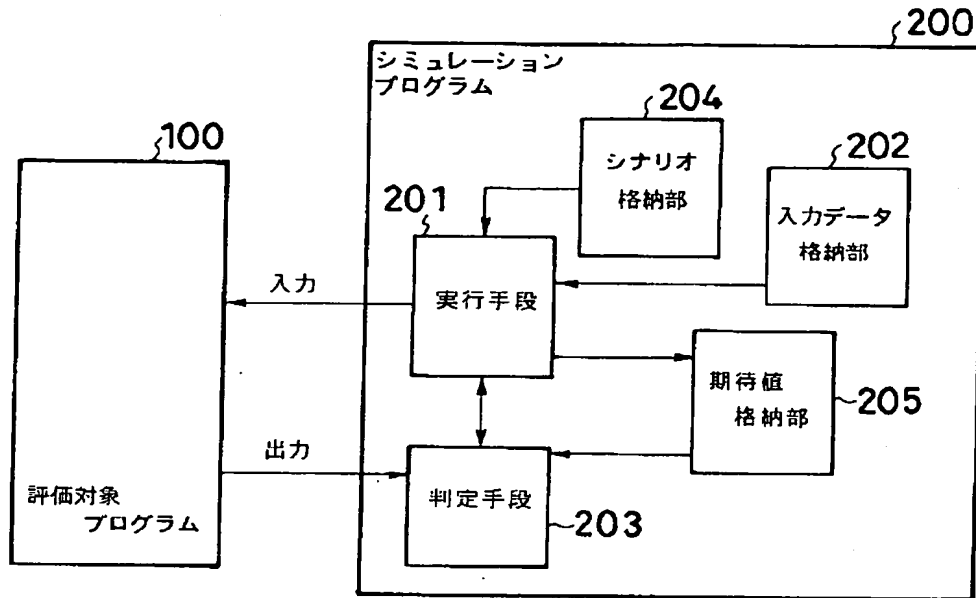 200
シミュレーション
プログラム
204
シナリオ
格納部
202
入力データ
格納部
100
評価対象
プログラム
201
実行手段
入力
期待値
格納部
205
出力
判定手段
203